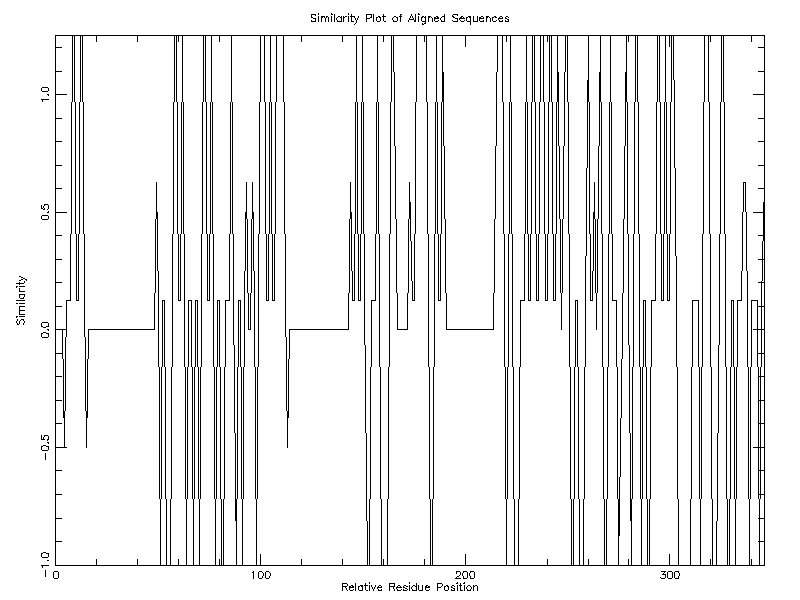 Similarity Plot of Aligned Sequences
1.0
0.5
Similarity
0.0
−0.5
−1.0
0 100 200 300
Relative Residue Position